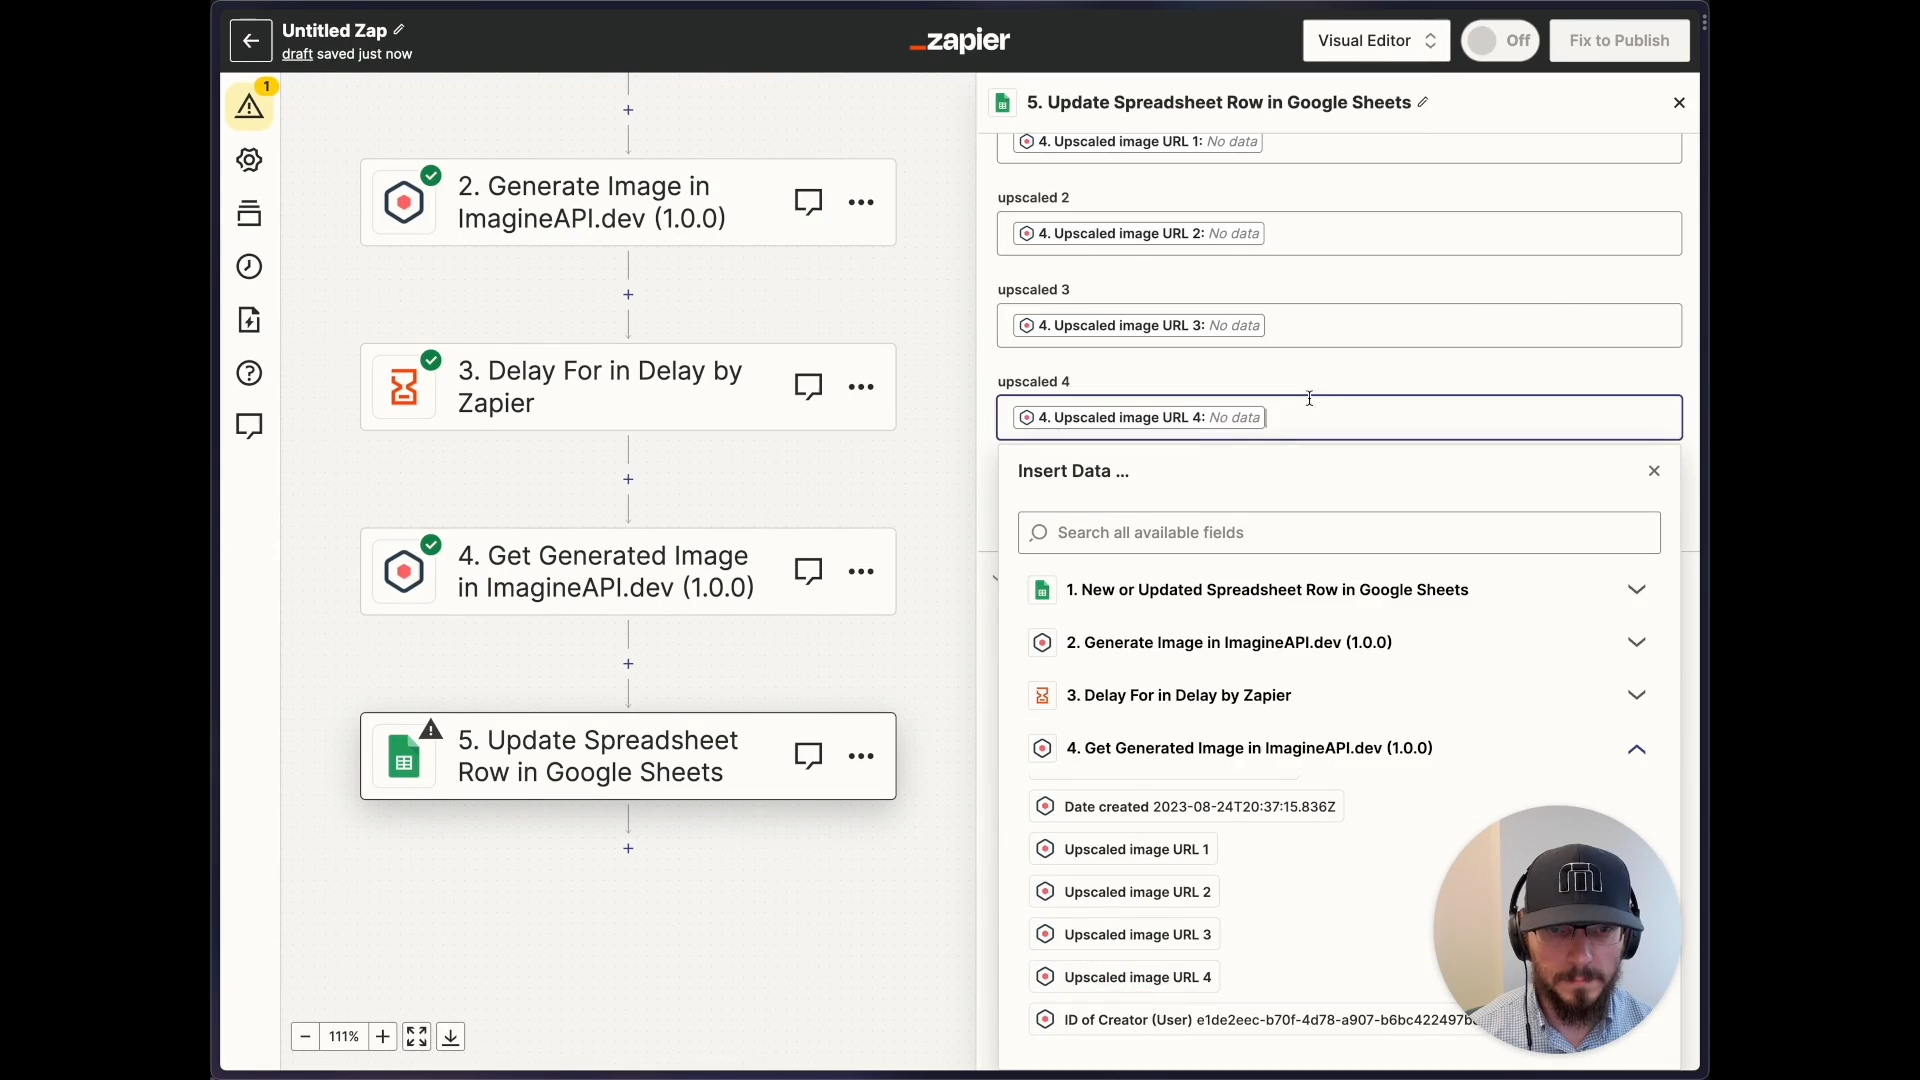 Untitled Zap
draft saved just now
zapier
Visual Editor
Off
Fix to Publish
1
2. Generate Image in
ImagineAPI.dev (1.0.0)
3. Delay For in Delay by
Zapier
4. Get Generated Image
in ImagineAPI.dev (1.0.0)
5. Update Spreadsheet
Row in Google Sheets
111%
5. Update Spreadsheet Row in Google Sheets
4. Upscaled image URL 1: No data
upscaled 2
4. Upscaled image URL 2: No data
upscaled 3
4. Upscaled image URL 3: No data
upscaled 4
4. Upscaled image URL 4: No data
Insert Data ...
Search all available fields
1. New or Updated Spreadsheet Row in Google Sheets
2. Generate Image in ImagineAPI.dev (1.0.0)
3. Delay For in Delay by Zapier
4. Get Generated Image in ImagineAPI.dev (1.0.0)
Date created 2023-08-24T20:37:15.836Z
Upscaled image URL 1
Upscaled image URL 2
Upscaled image URL 3
Upscaled image URL 4
ID of Creator (User) e1de2eec-b70f-4d78-a907-b6bc422497b